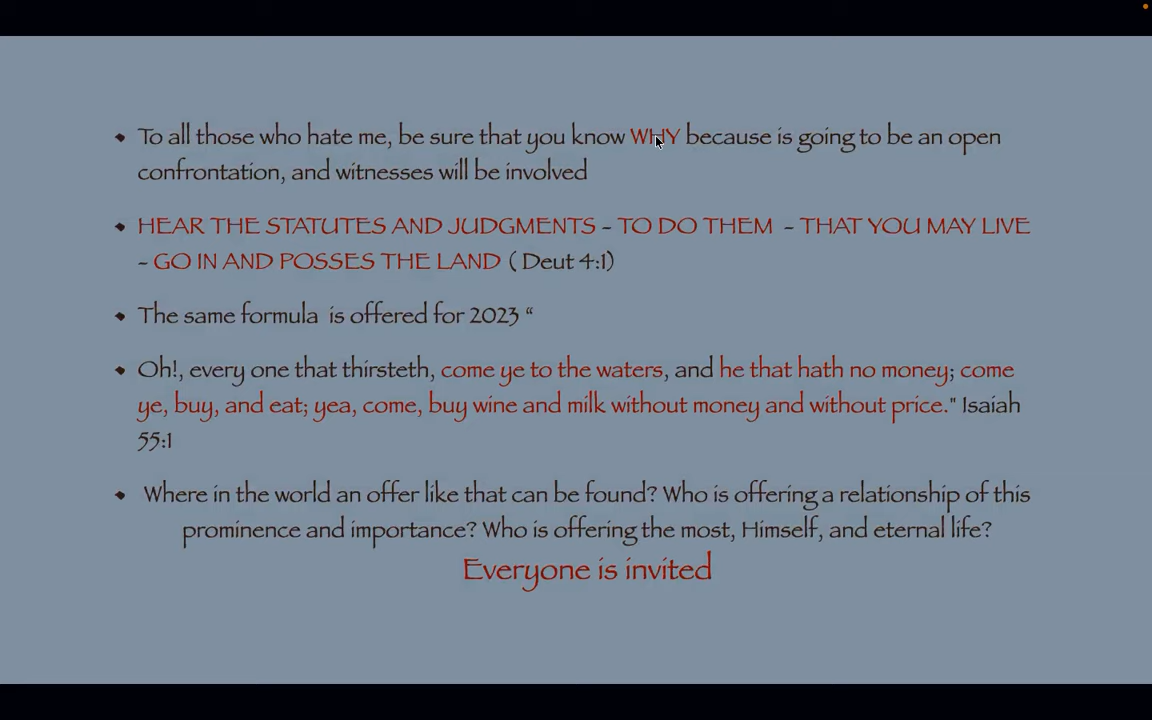 To all those who hate me, be sure that you know WHY because is going to be an open
confrontation, and witnesses will be involved
HEAR THE STATUTES AND JUDGMENTS – TO DO THEM – THAT YOU MAY LIVE
– GO IN AND POSSES THE LAND ( Deut 4:1)
The same formula is offered for 2023 “
Oh!, every one that thirsteth, come ye to the waters, and he that hath no money; come
ye, buy, and eat; yea, come, buy wine and milk without money and without price." Isaiah
55:1
Where in the world an offer like that can be found? Who is offering a relationship of this
prominence and importance? Who is offering the most, Himself, and eternal life?
Everyone is invited